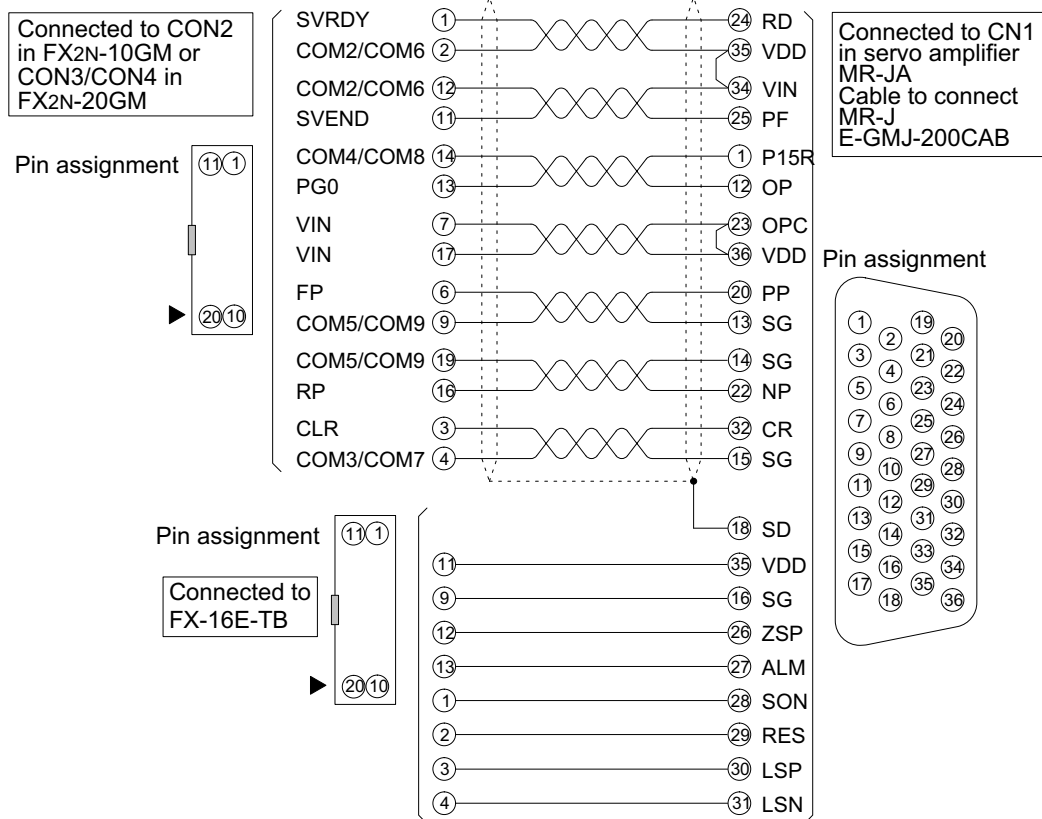 Connected to CON2
in FX2N-10GM or
CON3/CON4 in
FX2N-20GM
Pin assignment
11 1
20 10
SVRDY 1 24 RD
COM2/COM6 2 35 VDD
COM2/COM6 12 34 VIN
SVEND 11 25 PF
COM4/COM8 14 1 P15R
PG0 13 12 OP
VIN 7 23 OPC
VIN 17 36 VDD
FP 6 20 PP
COM5/COM9 9 13 SG
COM5/COM9 19 14 SG
RP 16 22 NP
CLR 3 32 CR
COM3/COM7 4 15 SG
18 SD
Connected to CN1
in servo amplifier
MR-JA
Cable to connect
MR-J
E-GMJ-200CAB
Pin assignment
1 19
2 20
3 21
4 22
5 23
6 24
7 25
8 26
9 27
10 28
11 29
12 30
13 31
14 32
15 33
16 34
17 35
18 36
Pin assignment
11 1
20 10
Connected to
FX-16E-TB
11 35 VDD
9 16 SG
12 26 ZSP
13 27 ALM
1 28 SON
2 29 RES
3 30 LSP
4 31 LSN